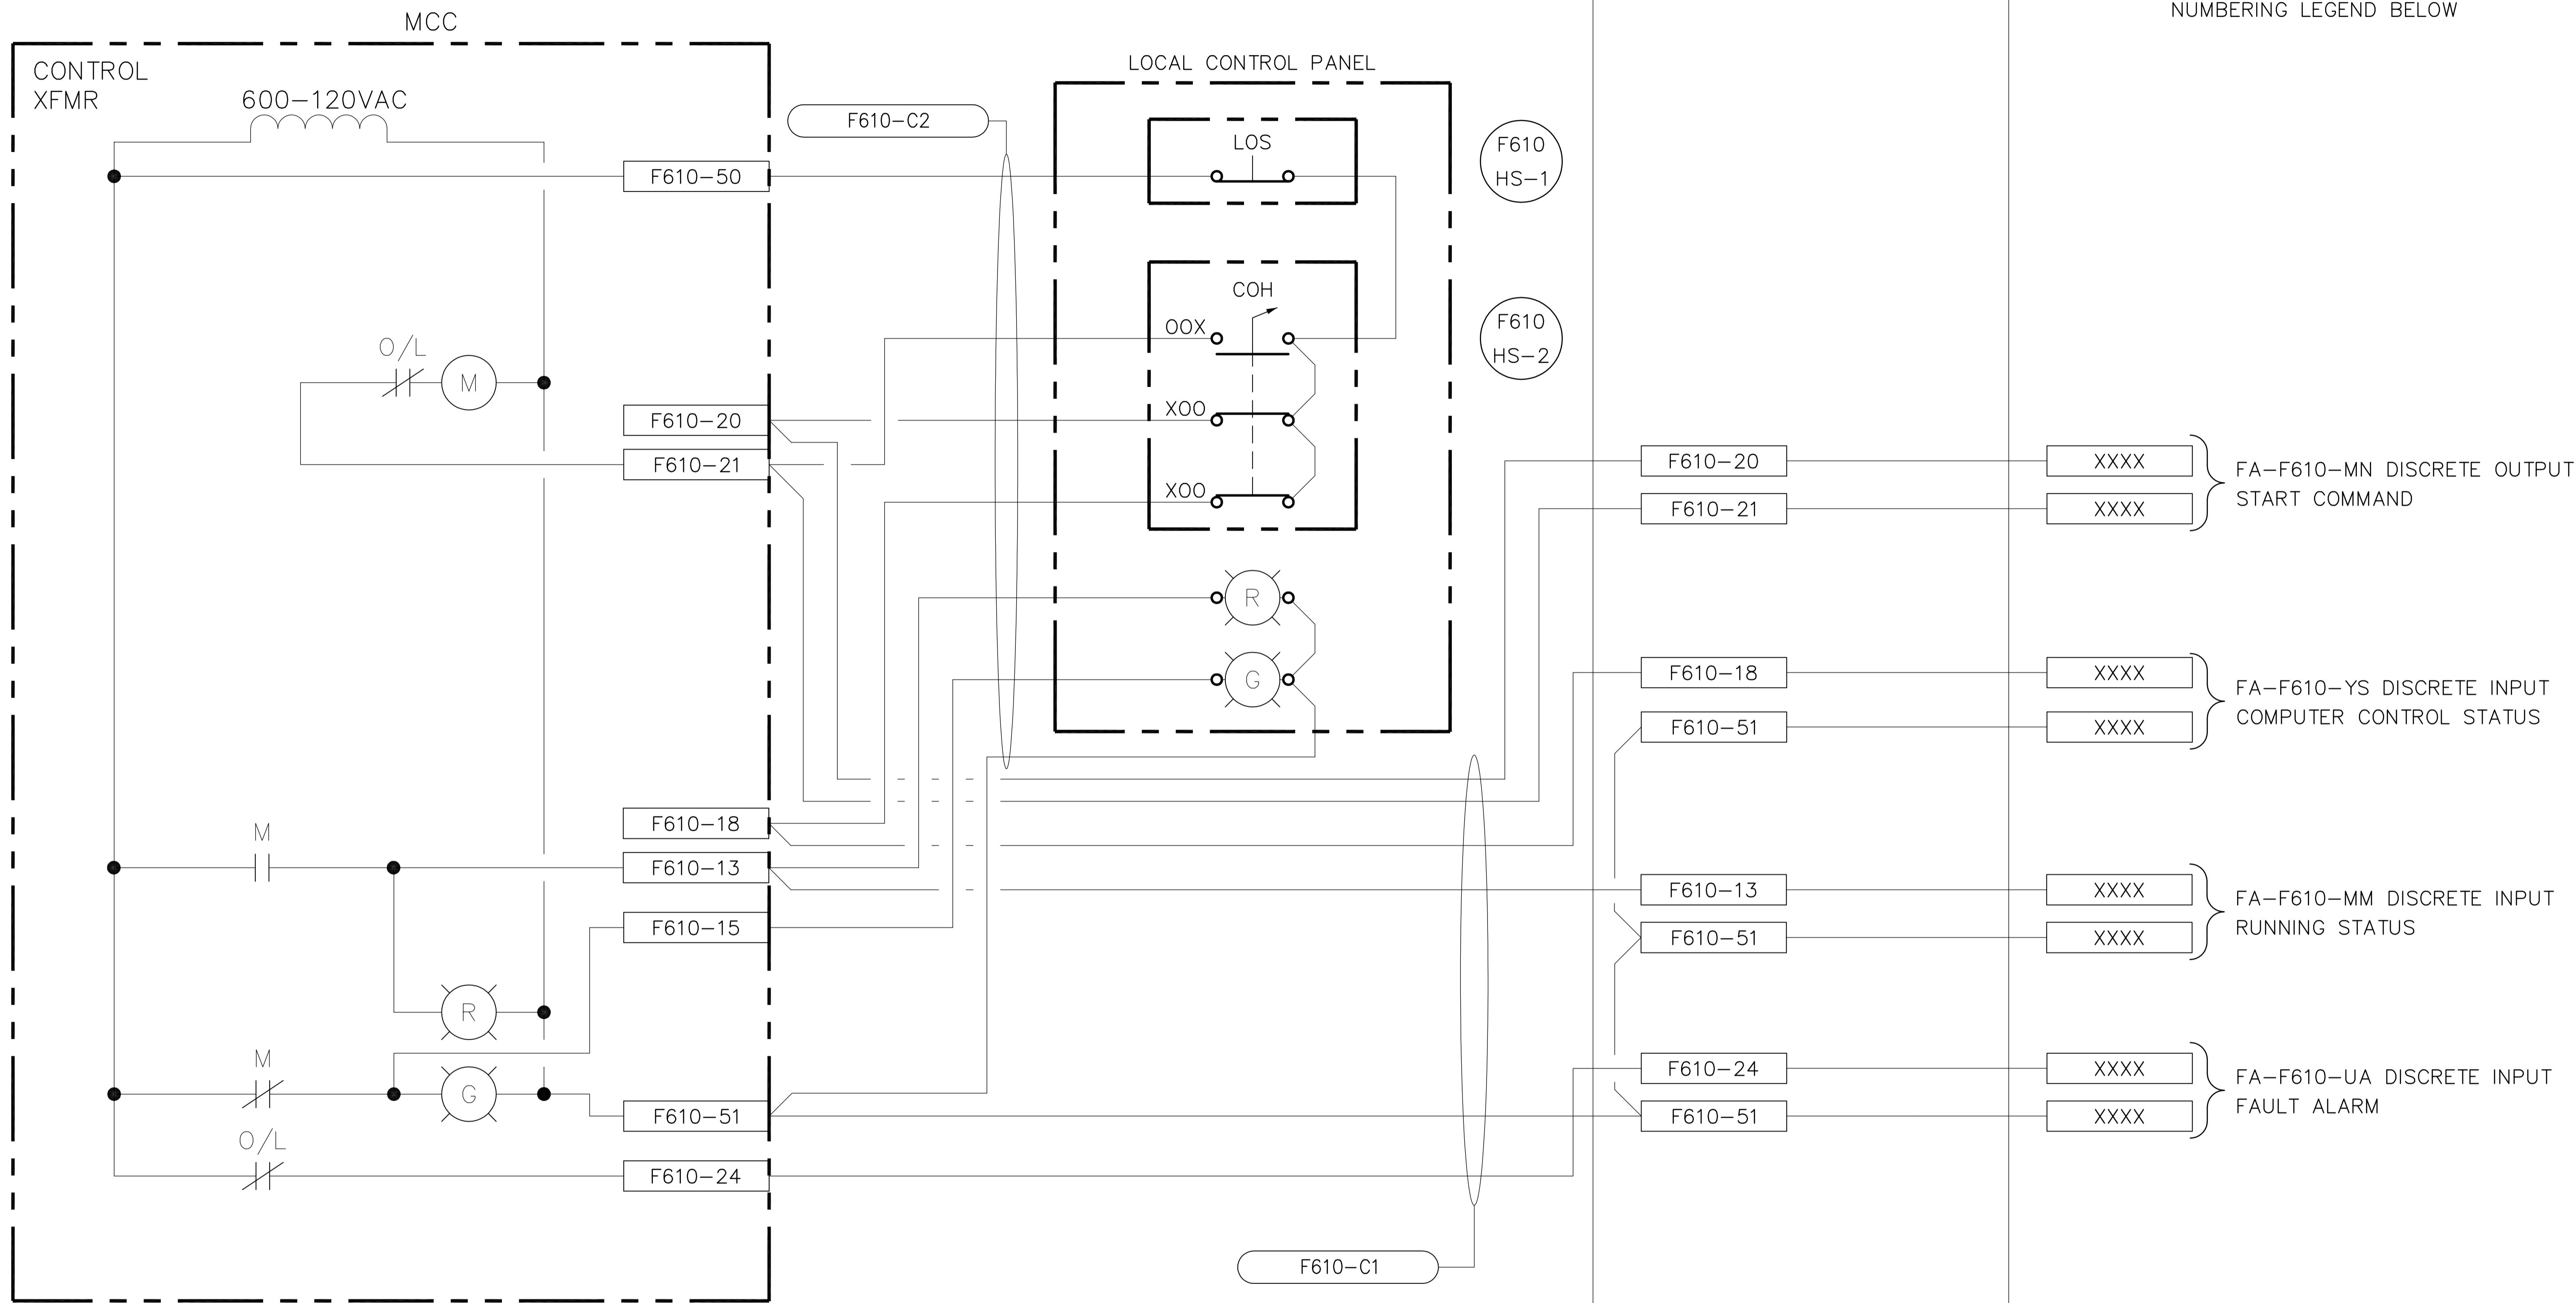 NUMBERING LEGEND BELOW
MCC
CONTROL
XFMR
600-120VAC
F610-50
O/L
M
F610-20
F610-21
M
F610-18
F610-13
F610-15
R
M
G
F610-51
O/L
F610-24
F610-C2
LOCAL CONTROL PANEL
LOS
F610
HS-1
COH
OOX
XOO
XOO
F610
HS-2
R
G
F610-C1
F610-20
F610-21
F610-18
F610-51
F610-13
F610-51
F610-24
F610-51
XXXX
XXXX
FA-F610-MN DISCRETE OUTPUT
START COMMAND
XXXX
XXXX
FA-F610-YS DISCRETE INPUT
COMPUTER CONTROL STATUS
XXXX
XXXX
FA-F610-MM DISCRETE INPUT
RUNNING STATUS
XXXX
XXXX
FA-F610-UA DISCRETE INPUT
FAULT ALARM